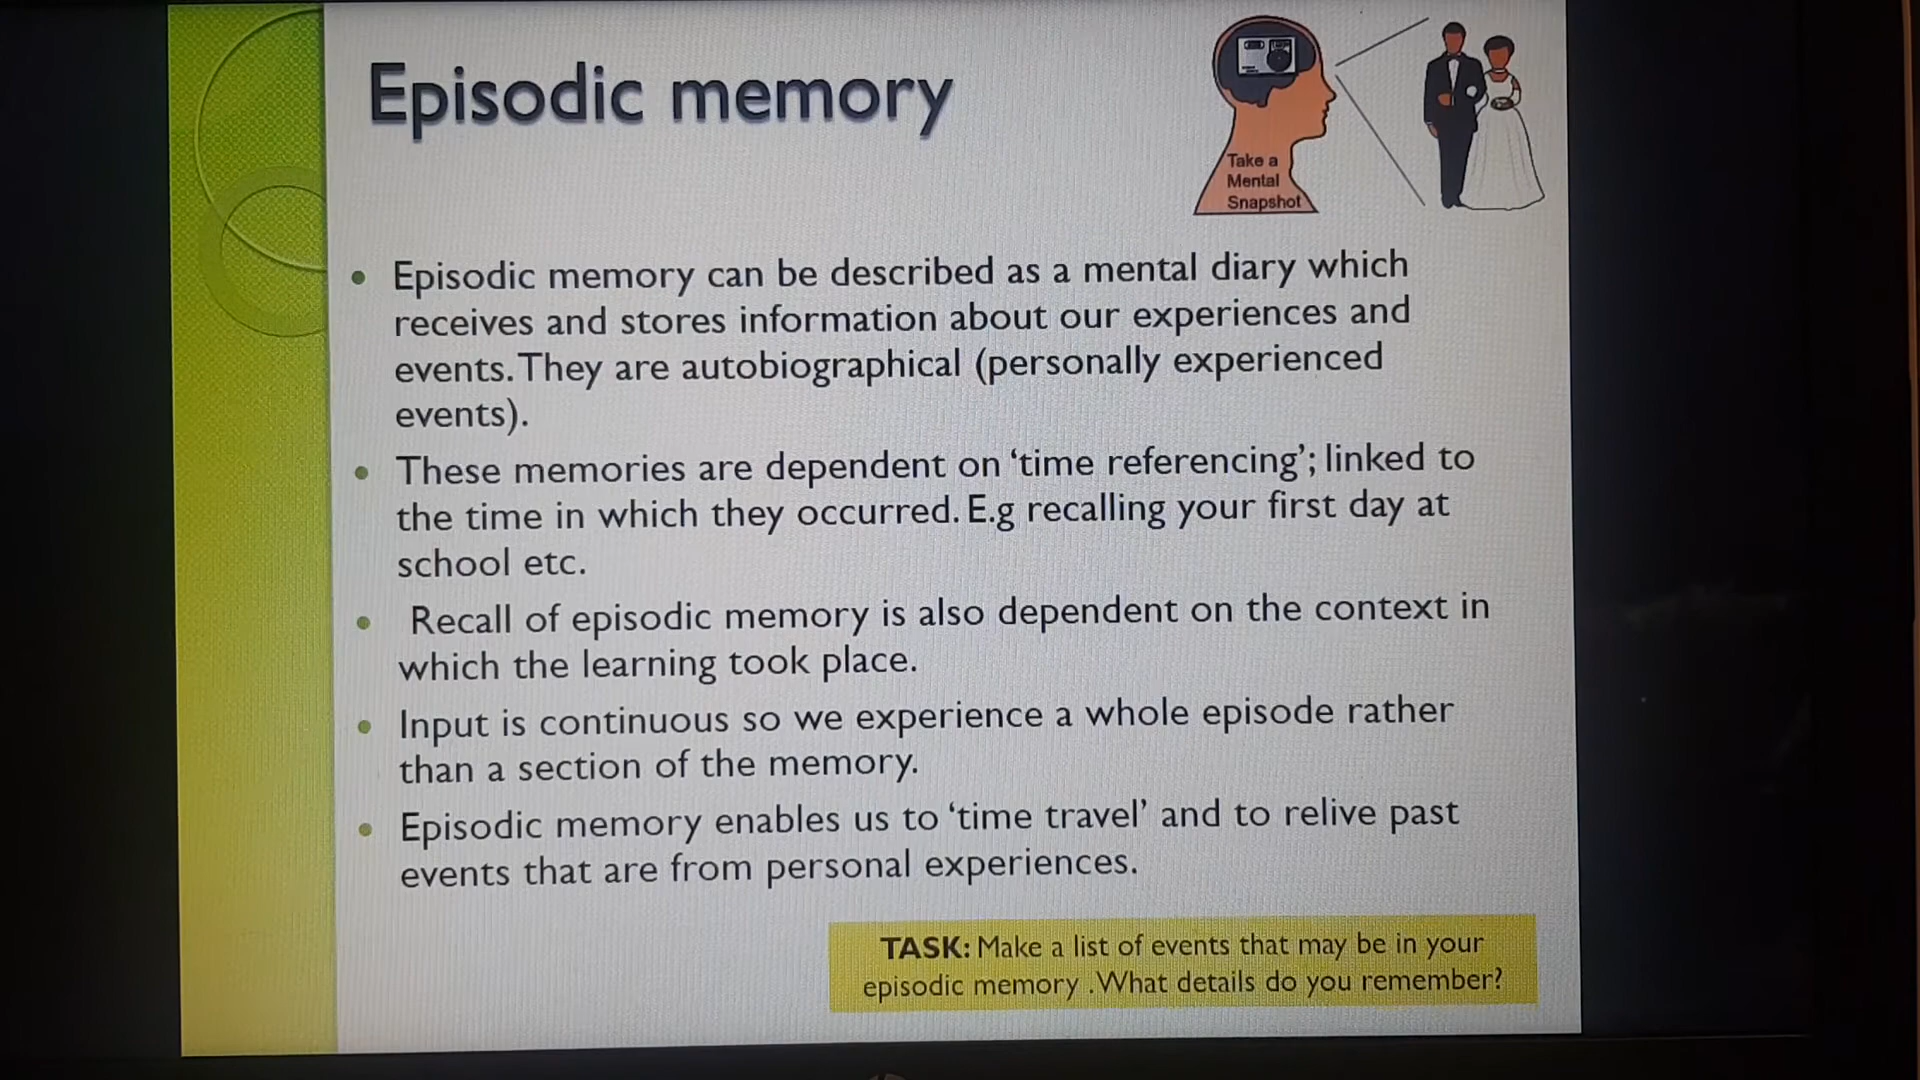 Episodic memory
Take a
Mental
Snapshot
• Episodic memory can be described as a mental diary which
receives and stores information about our experiences and
events. They are autobiographical (personally experienced
events).
• These memories are dependent on ‘time referencing’; linked to
the time in which they occurred. E.g recalling your first day at
school etc.
• Recall of episodic memory is also dependent on the context in
which the learning took place.
• Input is continuous so we experience a whole episode rather
than a section of the memory.
• Episodic memory enables us to ‘time travel’ and to relive past
events that are from personal experiences.
TASK: Make a list of events that may be in your
episodic memory .What details do you remember?